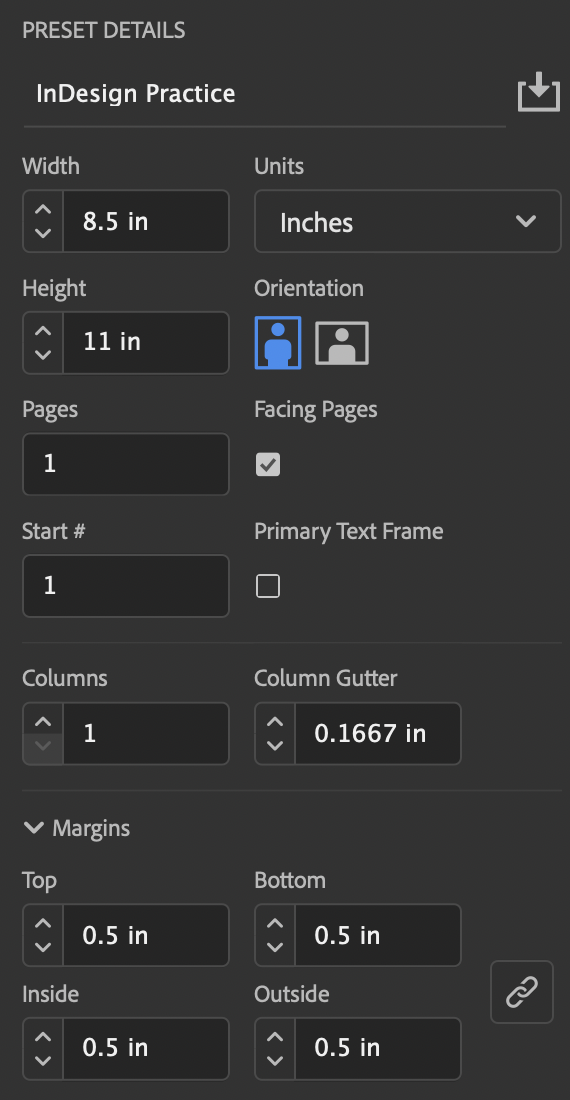 PRESET DETAILS
InDesign Practice
Width Units
8.5 in Inches
Height Orientation
11 in
Pages Facing Pages
1
Start # Primary Text Frame
1
Columns Column Gutter
1 0.1667 in
Margins
Top Bottom
0.5 in 0.5 in
Inside Outside
0.5 in 0.5 in